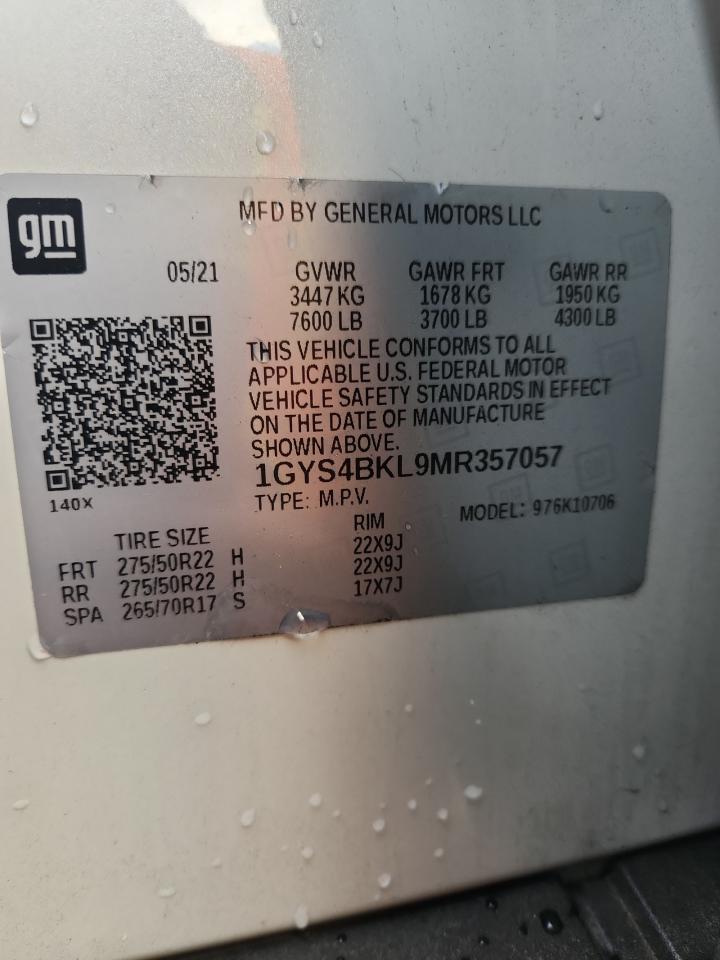 gm
MFD BY GENERAL MOTORS LLC
05/21 GVWR GAWR FRT GAWR RR
3447 KG 1678 KG 1950 KG
7600 LB 3700 LB 4300 LB
THIS VEHICLE CONFORMS TO ALL
APPLICABLE U.S. FEDERAL MOTOR
VEHICLE SAFETY STANDARDS IN EFFECT
ON THE DATE OF MANUFACTURE
SHOWN ABOVE.
1GYS4BKL9MR357057
140X
TYPE: M.P.V. MODEL: 976K10706
TIRE SIZE RIM
FRT 275/50R22 H 22X9J
RR 275/50R22 H 22X9J
SPA 265/70R17 S 17X7J